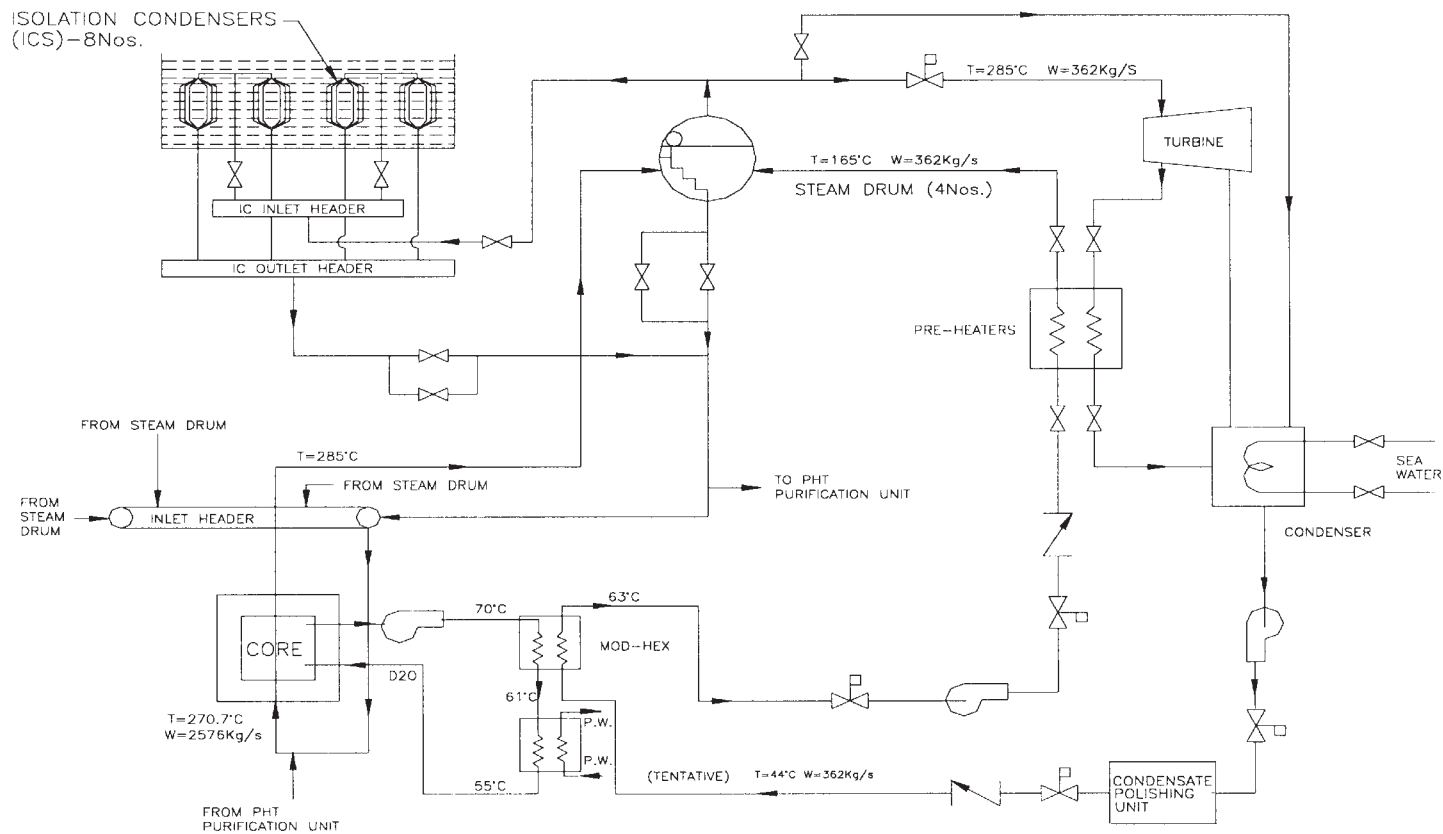 ISOLATION CONDENSERS
(ICS)-8Nos.
T=285°C W=362Kg/S
TURBINE
T=165°C W=362Kg/s
STEAM DRUM (4Nos.)
IC INLET HEADER
IC OUTLET HEADER
PRE-HEATERS
FROM STEAM DRUM
T=285°C
FROM STEAM DRUM
TO PHT
PURIFICATION UNIT
SEA
WATER
FROM
STEAM
DRUM
INLET HEADER
CONDENSER
70°C
63°C
CORE
MOD-HEX
D2O
61°C
T=270.7°C
W=2576Kg/s
P.W.
P.W.
55°C
(TENTATIVE) T=44°C W=362Kg/s
CONDENSATE
POLISHING
UNIT
FROM PHT
PURIFICATION UNIT